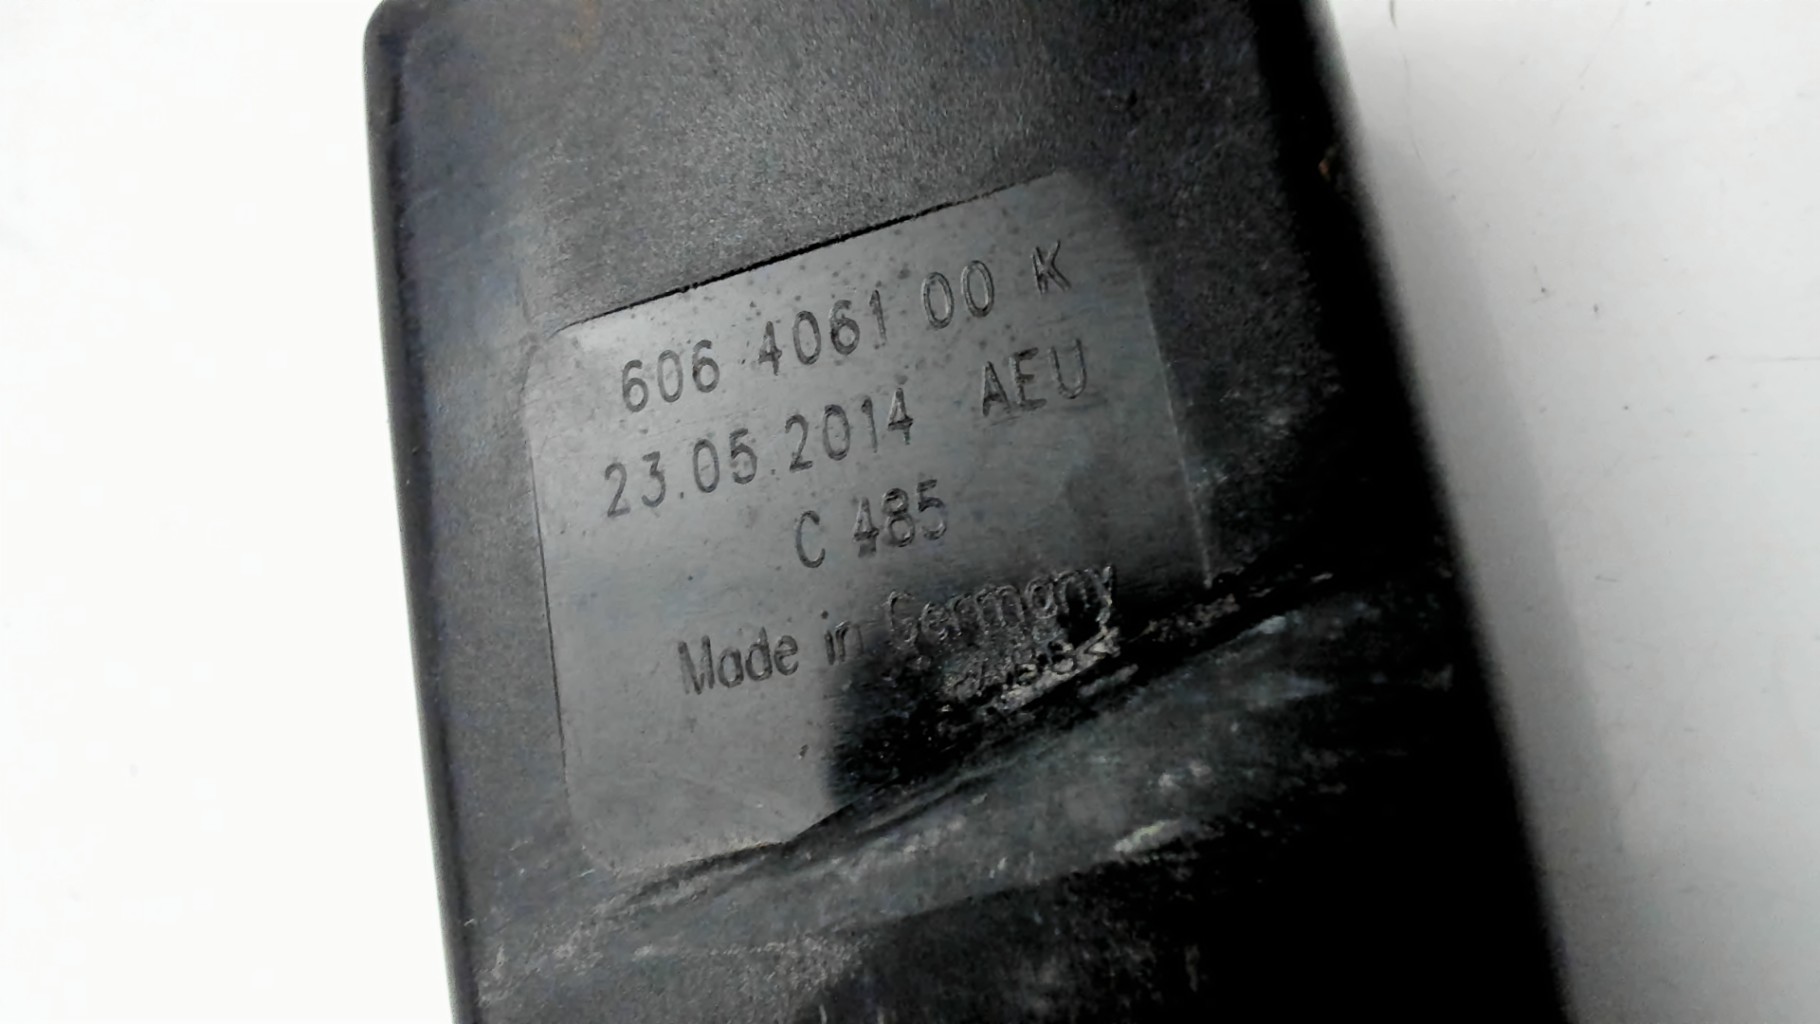 606 4061 00 K
23.05.2014 AEU
C 485
Made in Germany